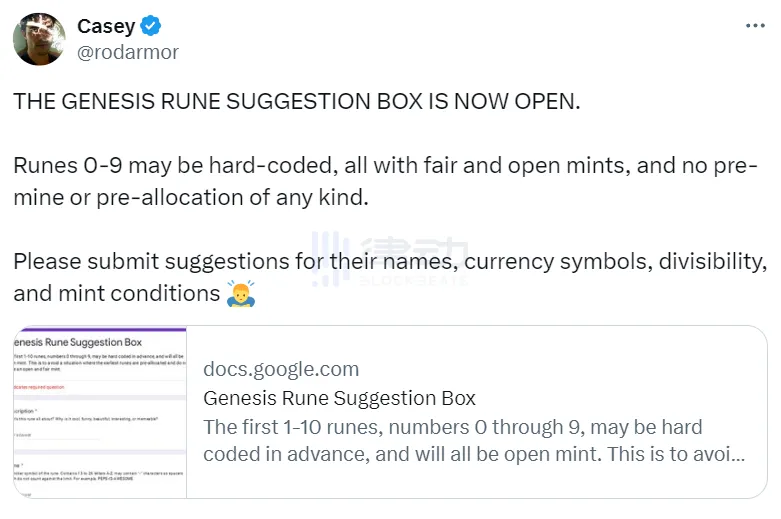 Casey
@rodarmor
THE GENESIS RUNE SUGGESTION BOX IS NOW OPEN.
Runes 0-9 may be hard-coded, all with fair and open mints, and no pre-
mine or pre-allocation of any kind.
Please submit suggestions for their names, currency symbols, divisibility,
and mint conditions
律动
BLOCKBEATS
enesis Rune Suggestion Box
docs.google.com
Genesis Rune Suggestion Box
The first 1-10 runes, numbers 0 through 9, may be hard
coded in advance, and will all be open mint. This is to avoi...